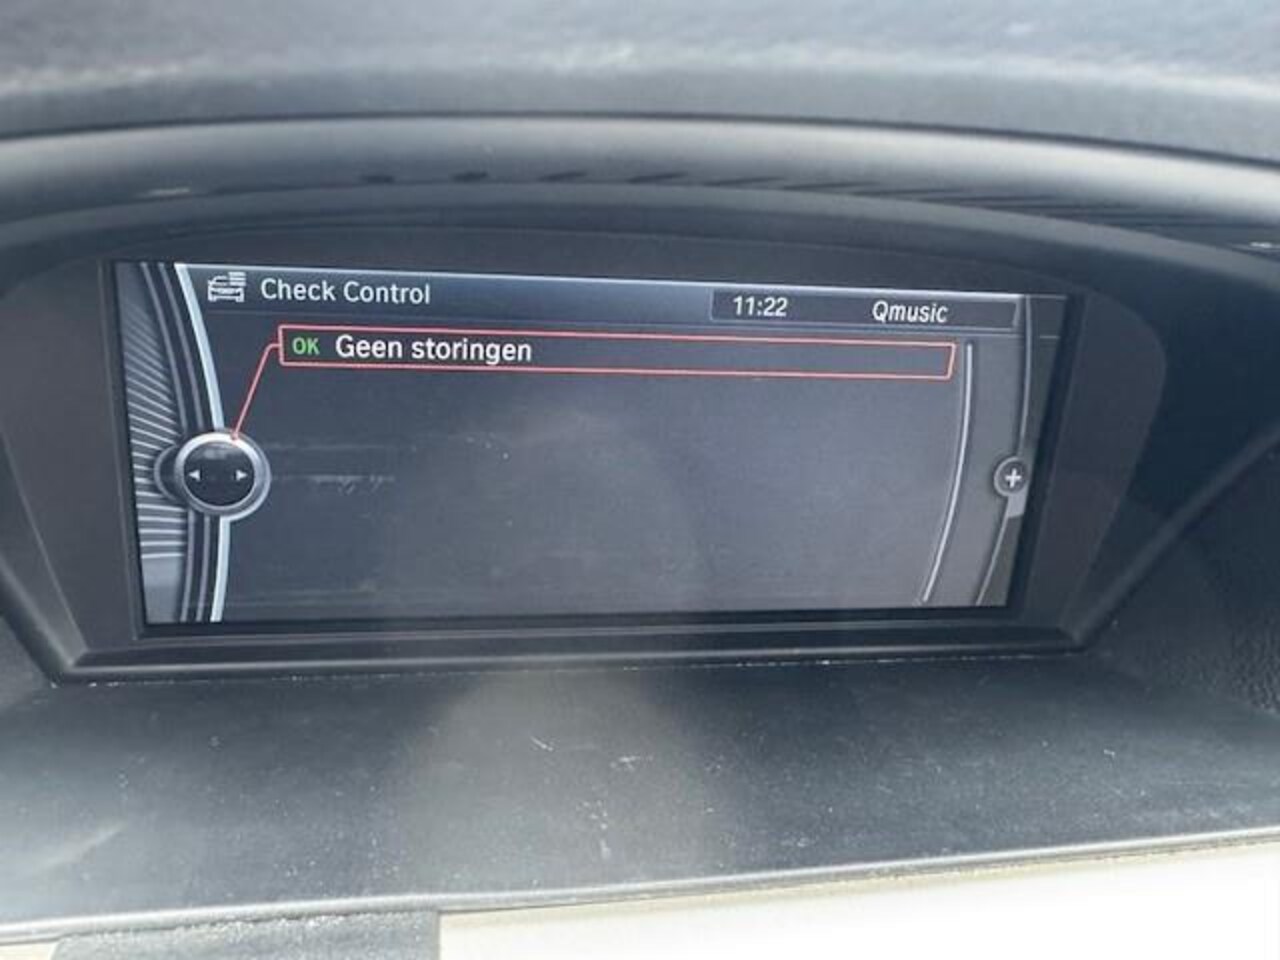 Check Control
11:22 Qmusic
OK Geen storingen